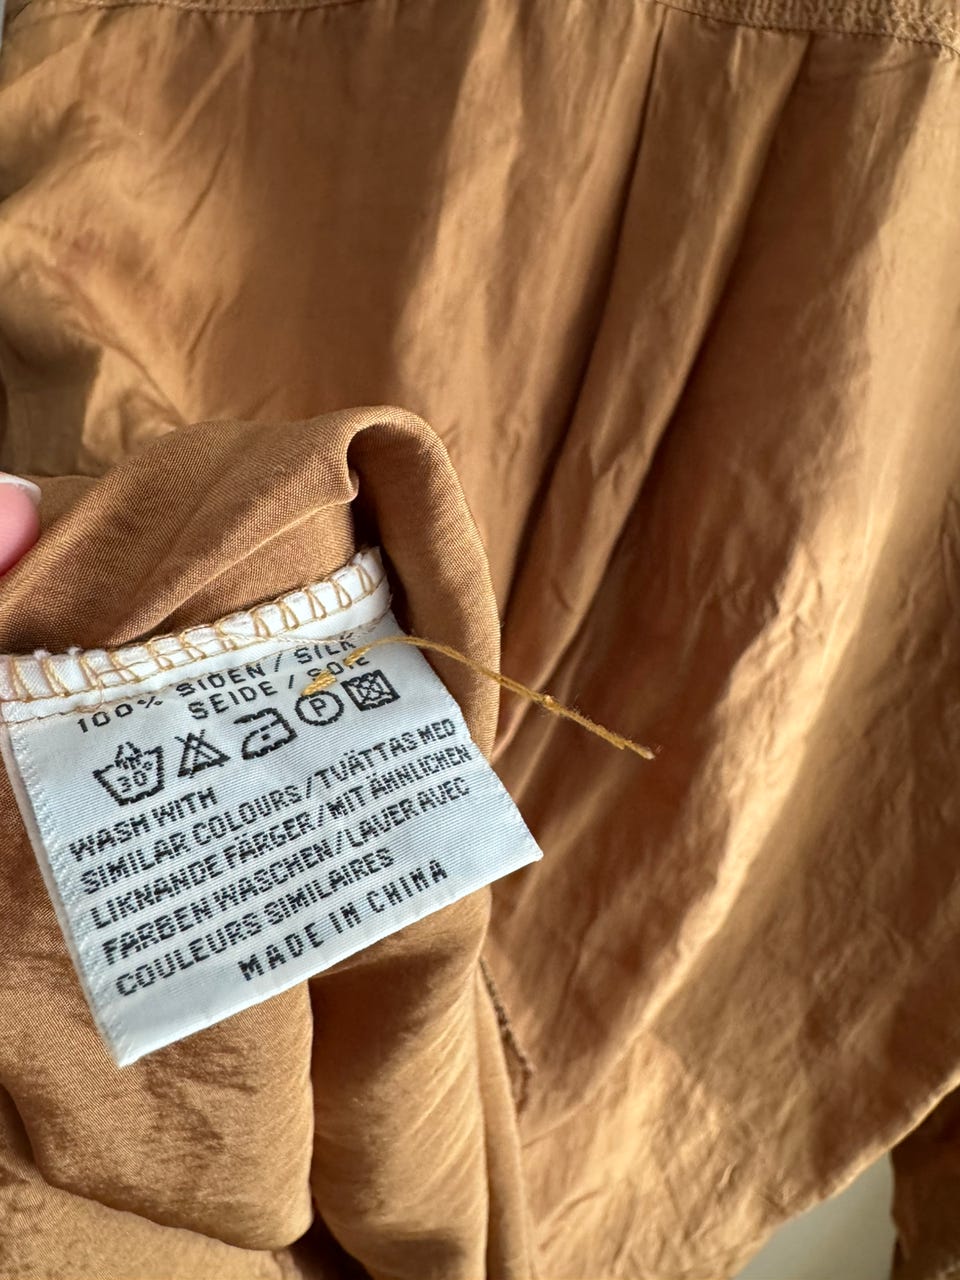 100% SIDEN / SILK
SEIDE / SOIE
30°
P
WASH WITH
SIMILAR COLOURS/TVÄTTAS MED
LIKNANDE FÄRGER/MIT ÄHNLICHEN
FARBEN WASCHEN/LAVER AVEC
COULEURS SIMILAIRES
MADE IN CHINA